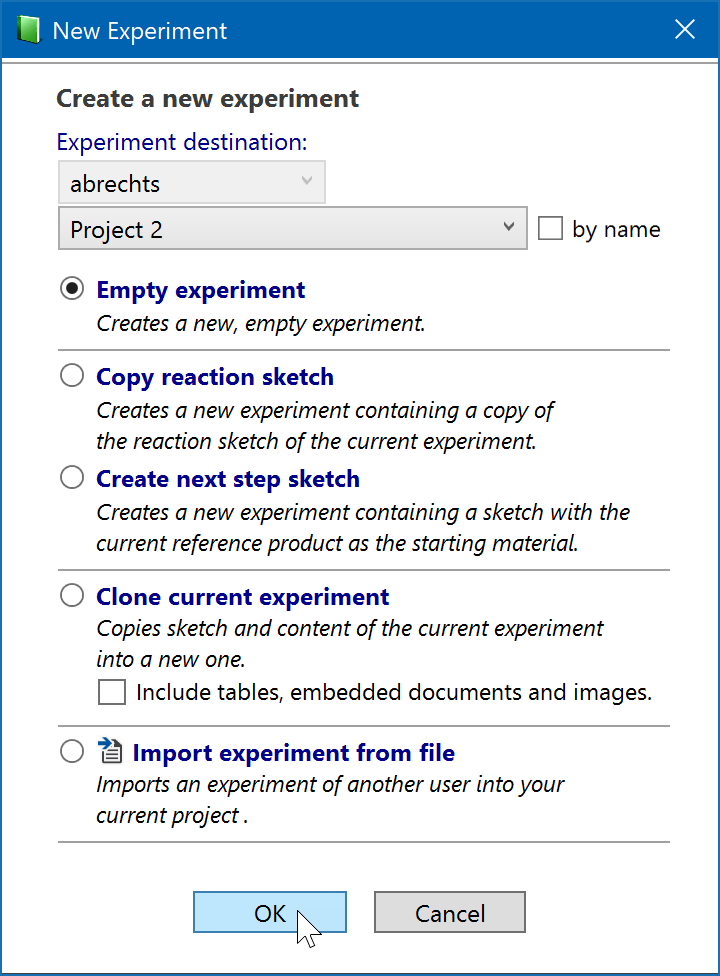 New Experiment
Create a new experiment
Experiment destination:
abrechts
Project 2
by name
Empty experiment
Creates a new, empty experiment.
Copy reaction sketch
Creates a new experiment containing a copy of
the reaction sketch of the current experiment.
Create next step sketch
Creates a new experiment containing a sketch with the
current reference product as the starting material.
Clone current experiment
Copies sketch and content of the current experiment
into a new one.
Include tables, embedded documents and images.
Import experiment from file
Imports an experiment of another user into your
current project .
OK
Cancel